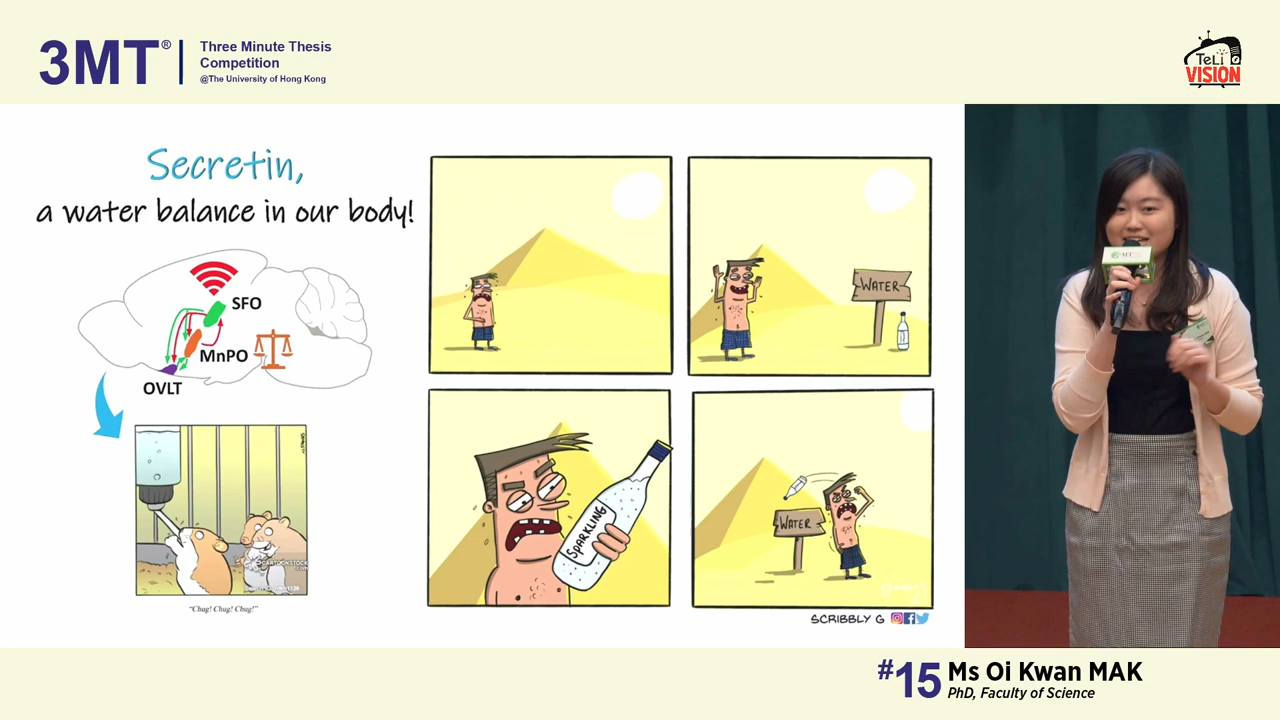 3MT®
Three Minute Thesis
Competition
@The University of Hong Kong
TeLi
VISION
Secretin,
a water balance in our body!
SFO
MnPO
OVLT
"Chug! Chug! Chug!"
WATER
SPARKLING
WATER
SCRIBBLY G
#15 Ms Oi Kwan MAK
PhD, Faculty of Science